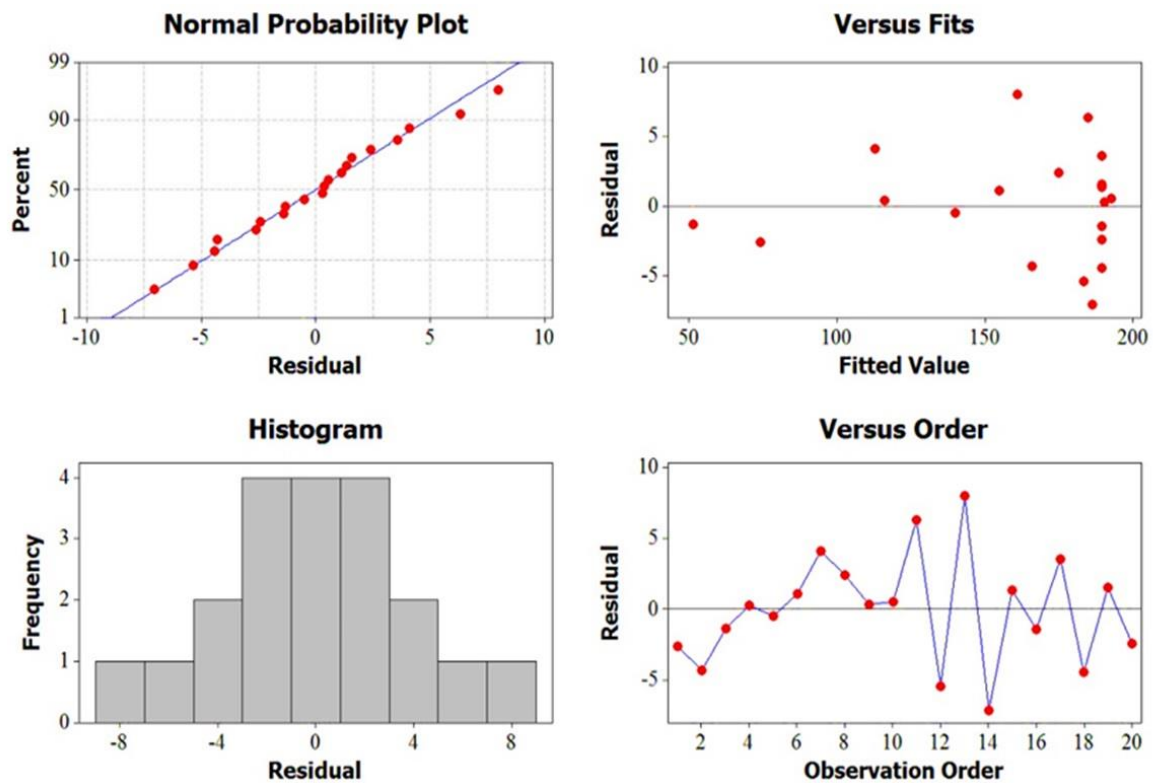 Normal Probability Plot
99
90
50
10
1
Percent
-10 -5 0 5 10
Residual
Versus Fits
10
5
0
-5
Residual
50 100 150 200
Fitted Value
Histogram
4
3
2
1
0
Frequency
-8 -4 0 4 8
Residual
Versus Order
10
5
0
-5
Residual
2 4 6 8 10 12 14 16 18 20
Observation Order